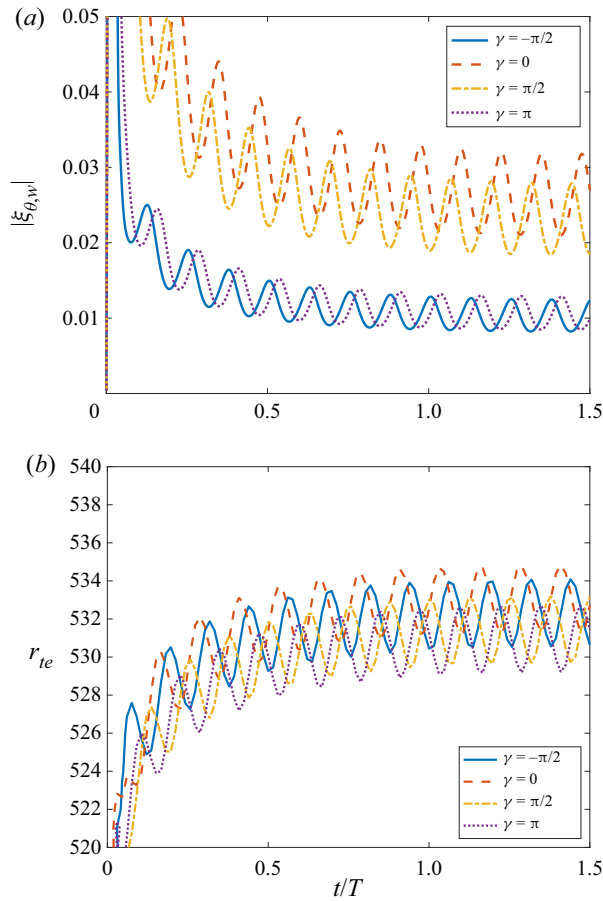 (a)
0.05
0.04
0.03
0.02
0.01
|ξθ,w|
γ = –π/2
γ = 0
γ = π/2
γ = π
0 0.5 1.0 1.5
(b)
540
538
536
534
532
530
528
526
524
522
520
rte
γ = –π/2
γ = 0
γ = π/2
γ = π
0 0.5 1.0 1.5
t/T